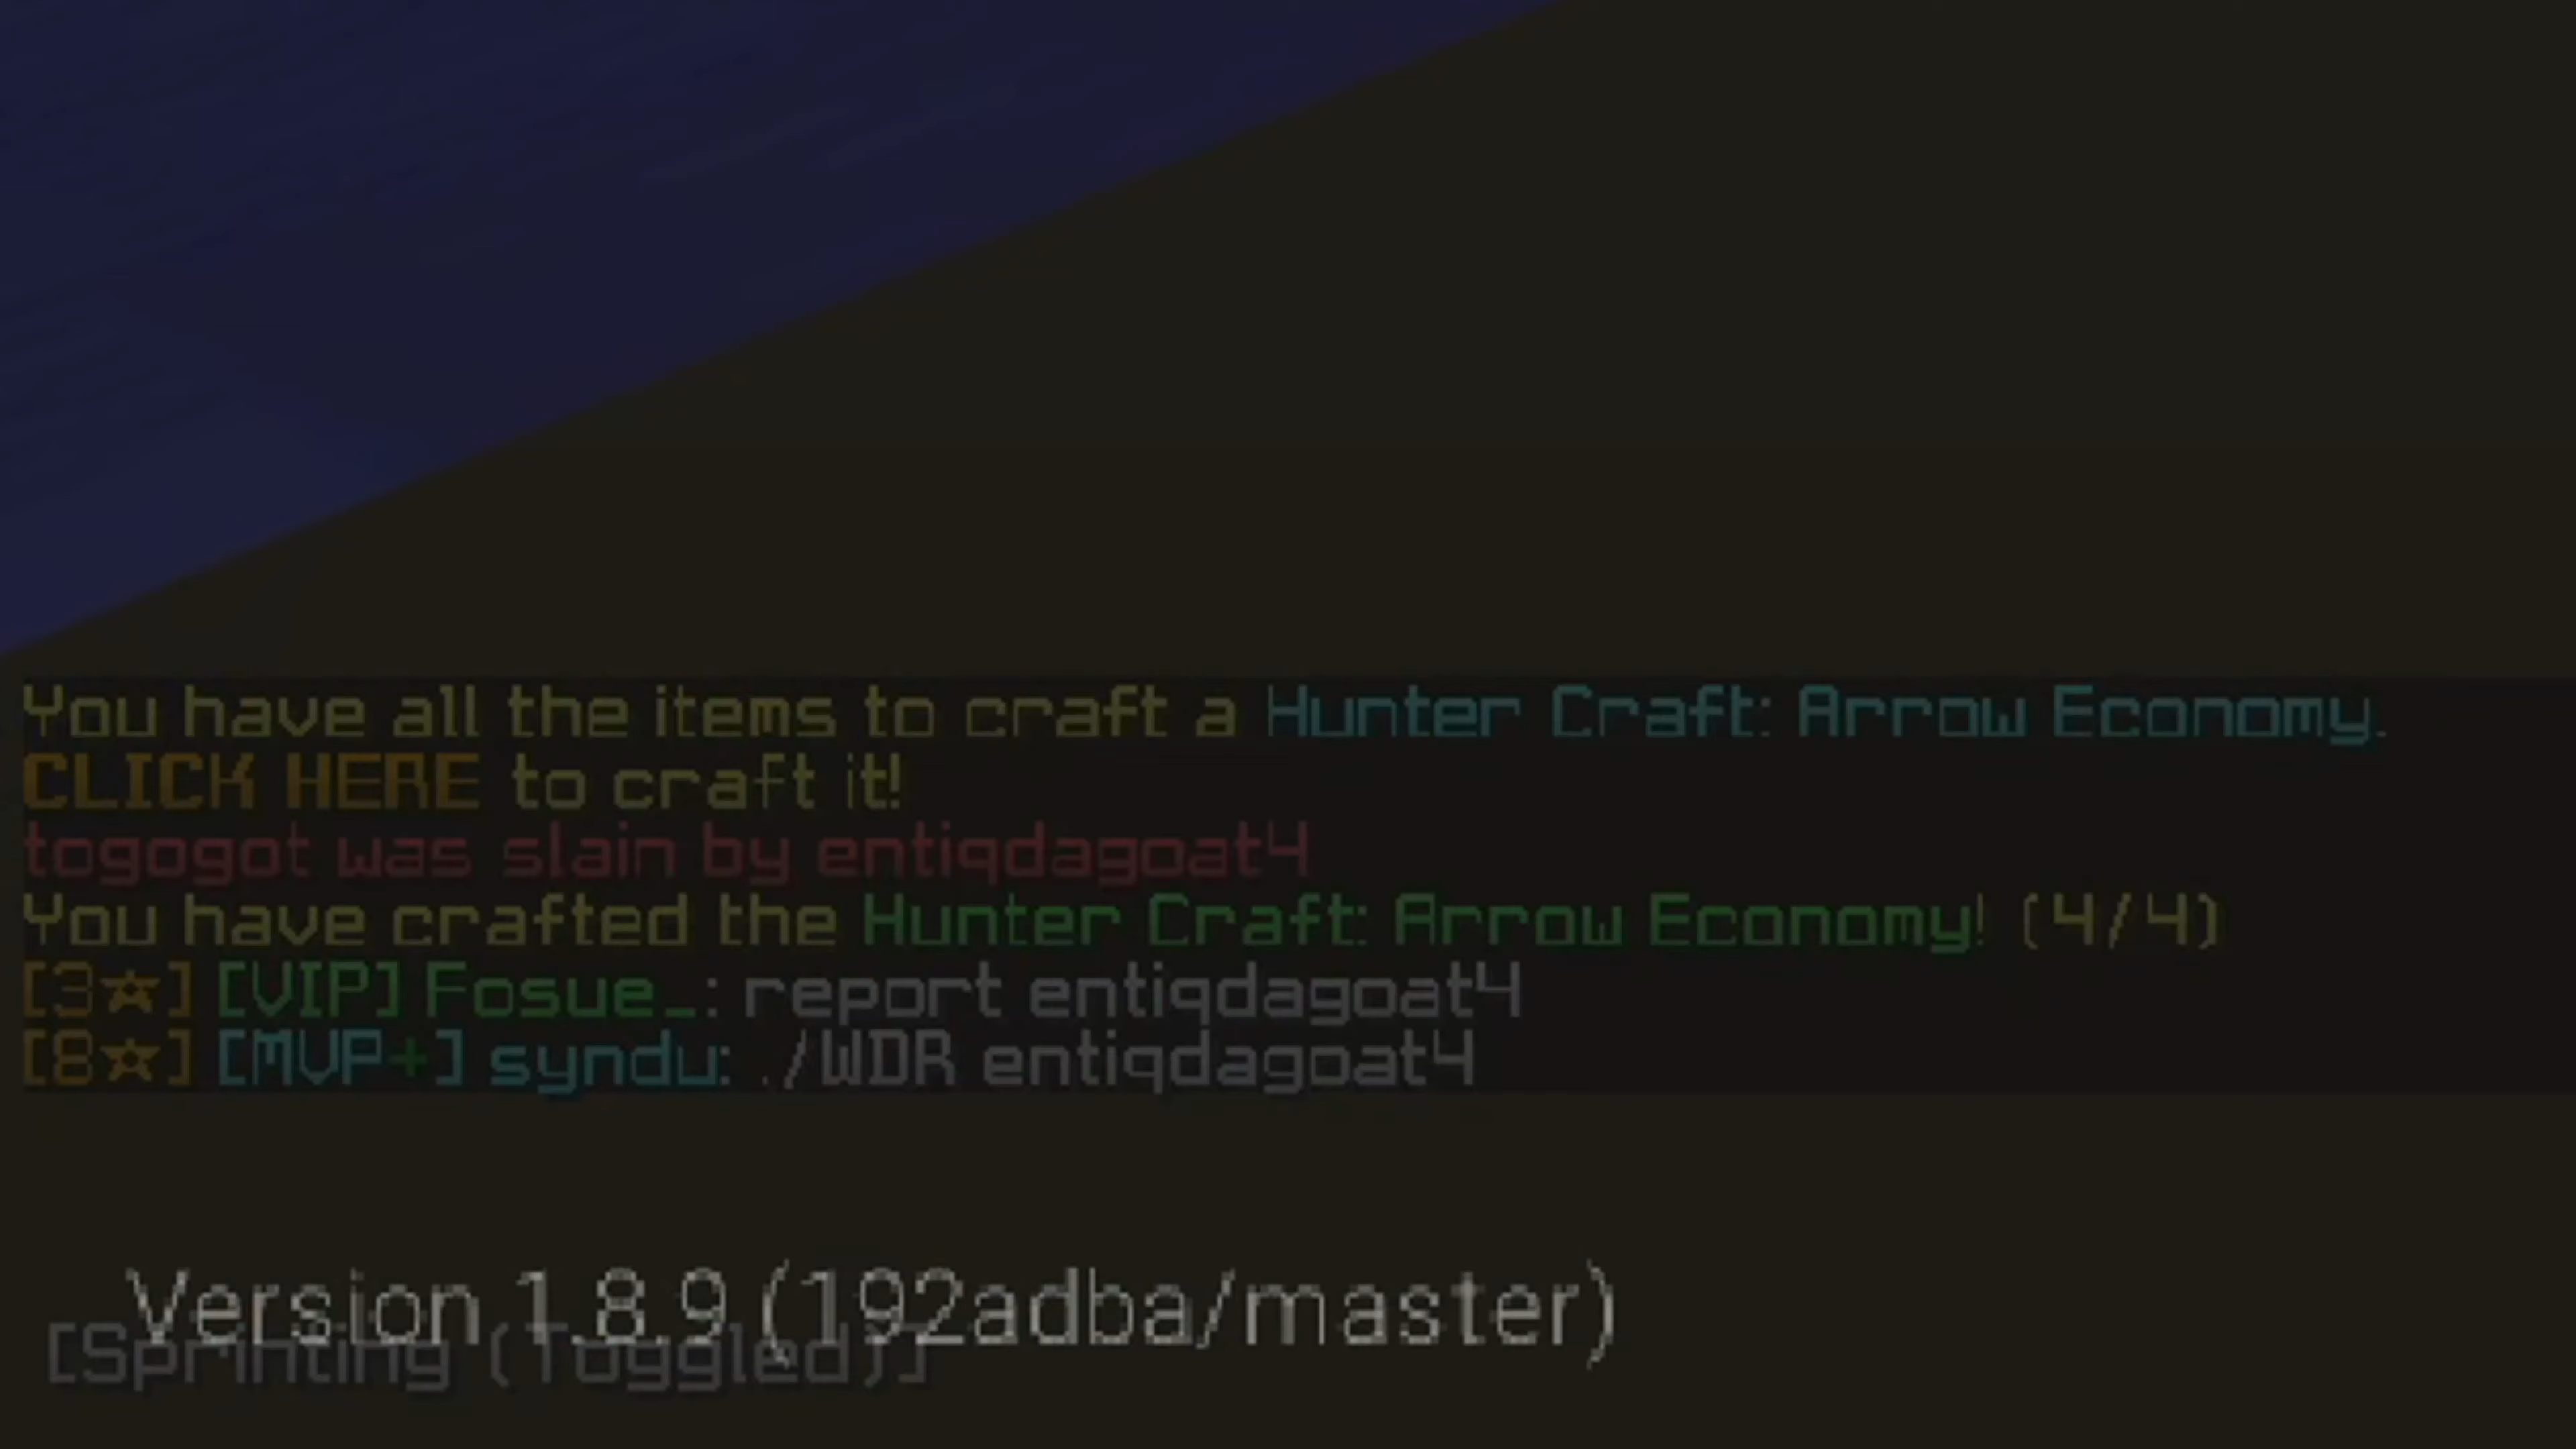 You have all the items to craft a Hunter Craft: Arrow Economy.
CLICK HERE to craft it!
togogot was slain by entiqdagoat4
You have crafted the Hunter Craft: Arrow Economy! (4/4)
[3☆] [VIP] Fosue_: report entiqdagoat4
[8☆] [MVP+] syndu: ./WDR entiqdagoat4
Version 1.8.9 (192adba/master)
[Sprinting (Toggled)]